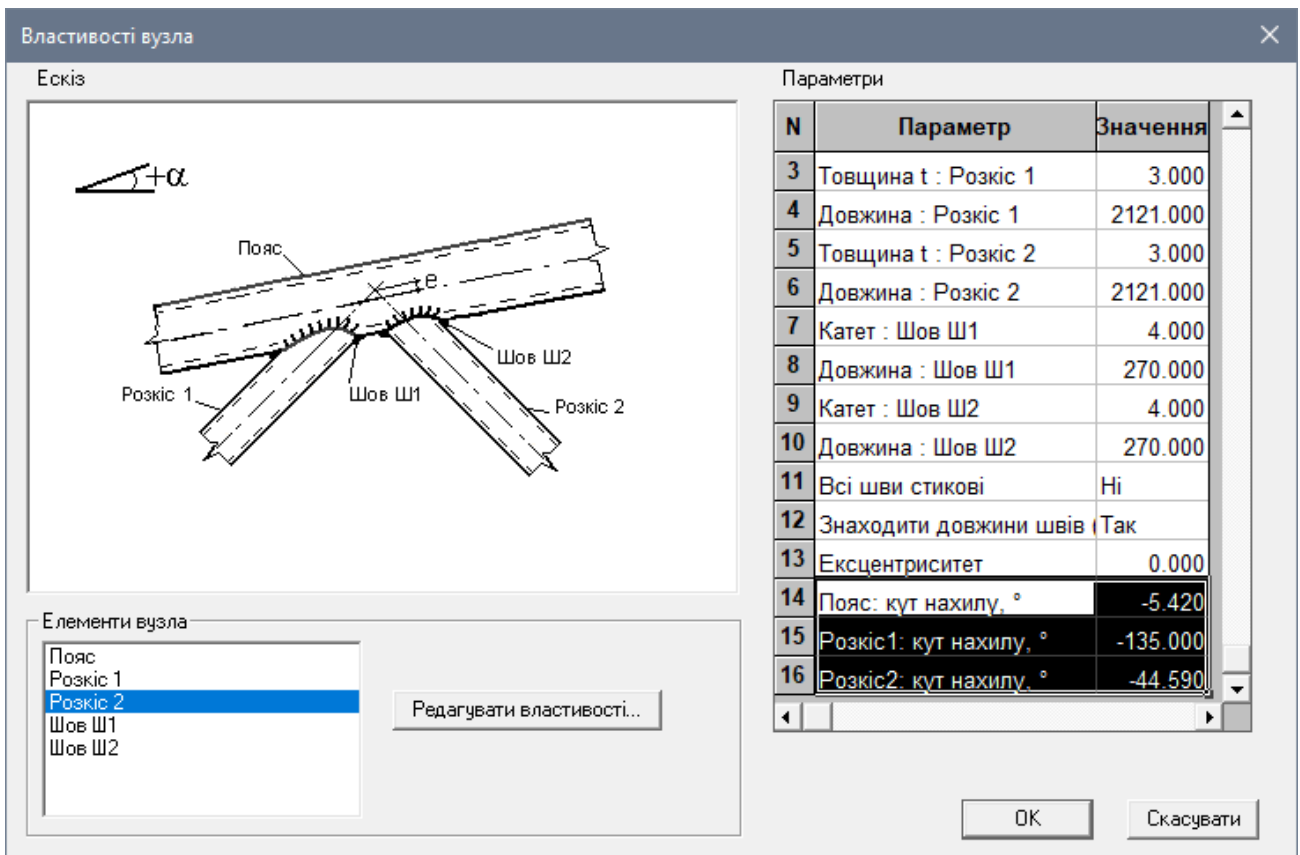 Властивості вузла
Ескіз
+α
Пояс
e
Шов Ш2
Розкіс 1
Шов Ш1
Розкіс 2
Елементи вузла
Пояс
Розкіс 1
Розкіс 2
Шов Ш1
Шов Ш2
Редагувати властивості...
Параметри
N Параметр Значення
3 Товщина t : Розкіс 1 3.000
4 Довжина : Розкіс 1 2121.000
5 Товщина t : Розкіс 2 3.000
6 Довжина : Розкіс 2 2121.000
7 Катет : Шов Ш1 4.000
8 Довжина : Шов Ш1 270.000
9 Катет : Шов Ш2 4.000
10 Довжина : Шов Ш2 270.000
11 Всі шви стикові Ні
12 Знаходити довжини швів ( Так
13 Ексцентриситет 0.000
14 Пояс: кут нахилу, ° -5.420
15 Розкіс1: кут нахилу, ° -135.000
16 Розкіс2: кут нахилу, ° -44.590
OK
Скасувати